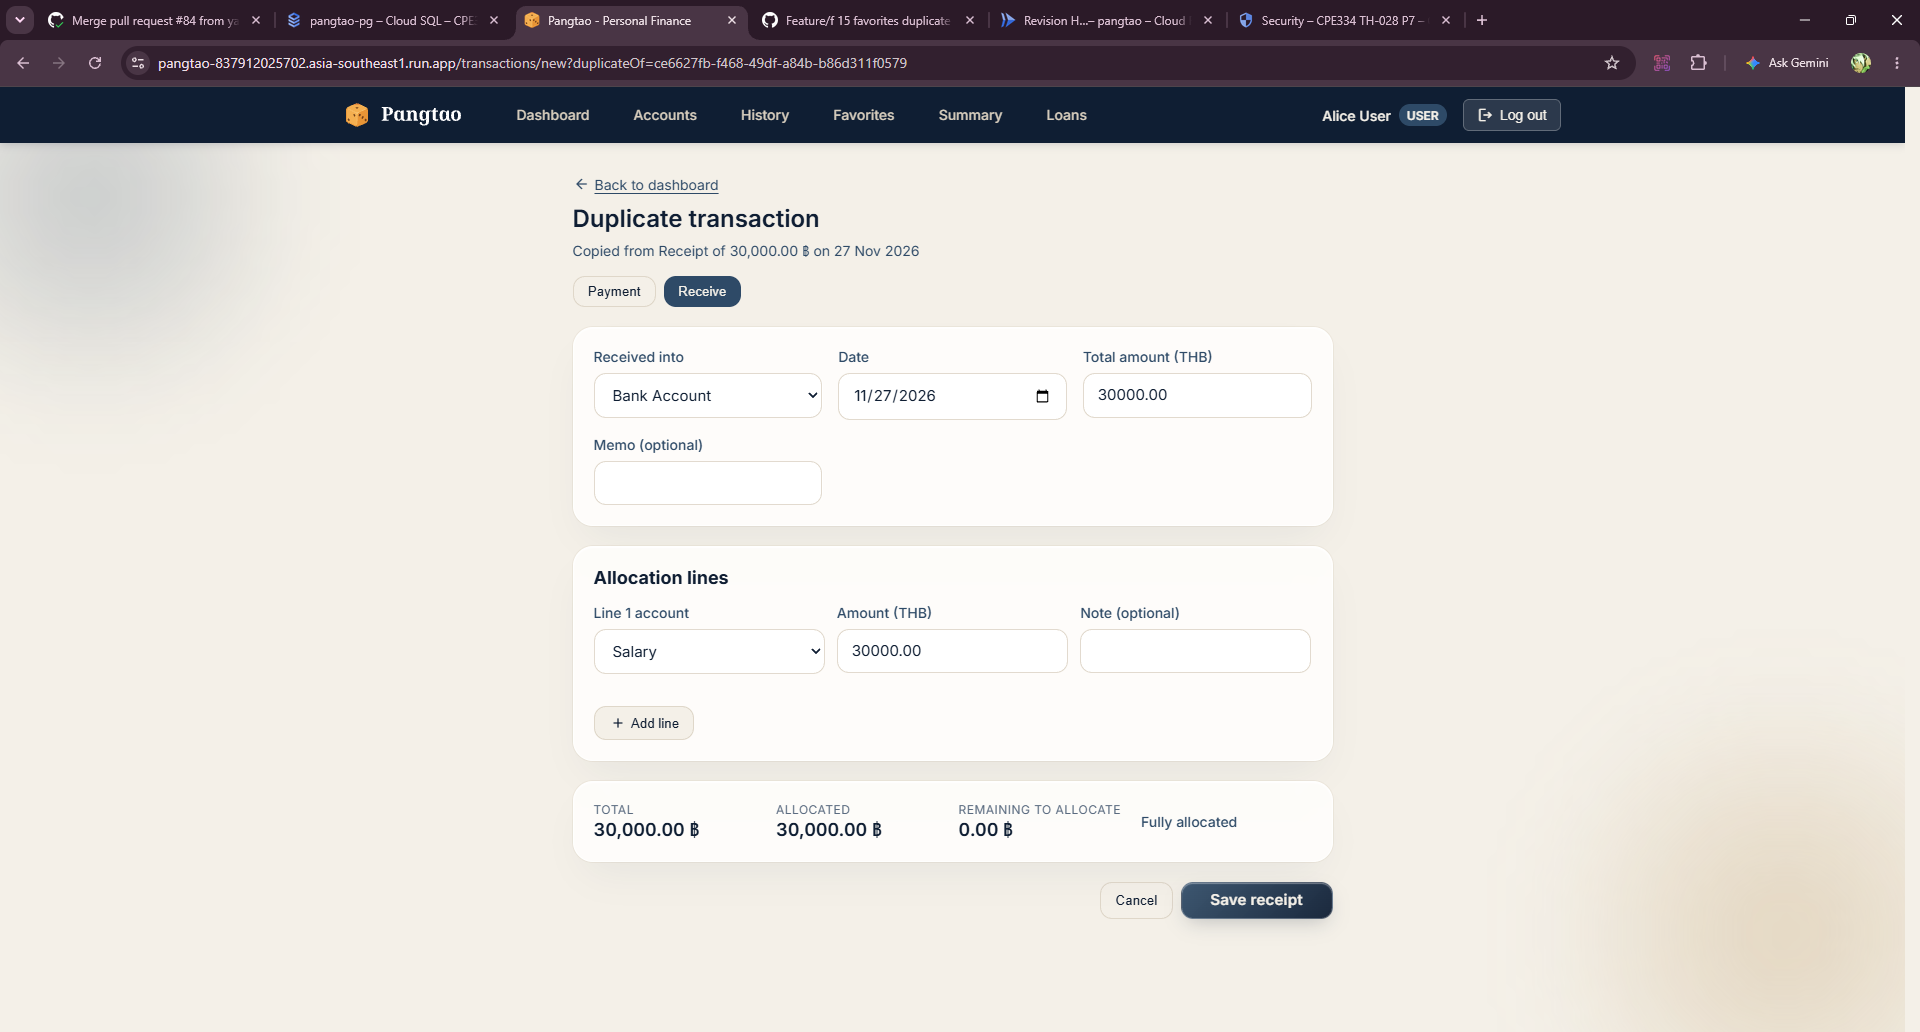 Merge pull request #84 from ya
pangtao-pg – Cloud SQL – CPE
Pangtao - Personal Finance
Feature/f 15 favorites duplicate
Revision H...– pangtao – Cloud
Security – CPE334 TH-028 P7 –
pangtao-837912025702.asia-southeast1.run.app/transactions/new?duplicateOf=ce6627fb-f468-49df-a84b-b86d311f0579
Ask Gemini
Pangtao
Dashboard
Accounts
History
Favorites
Summary
Loans
Alice User
USER
Log out
Back to dashboard
Duplicate transaction
Copied from Receipt of 30,000.00 ฿ on 27 Nov 2026
Payment
Receive
Received into
Date
Total amount (THB)
Bank Account
11/27/2026
30000.00
Memo (optional)
Allocation lines
Line 1 account
Amount (THB)
Note (optional)
Salary
30000.00
+ Add line
TOTAL
ALLOCATED
REMAINING TO ALLOCATE
30,000.00 ฿
30,000.00 ฿
0.00 ฿
Fully allocated
Cancel
Save receipt